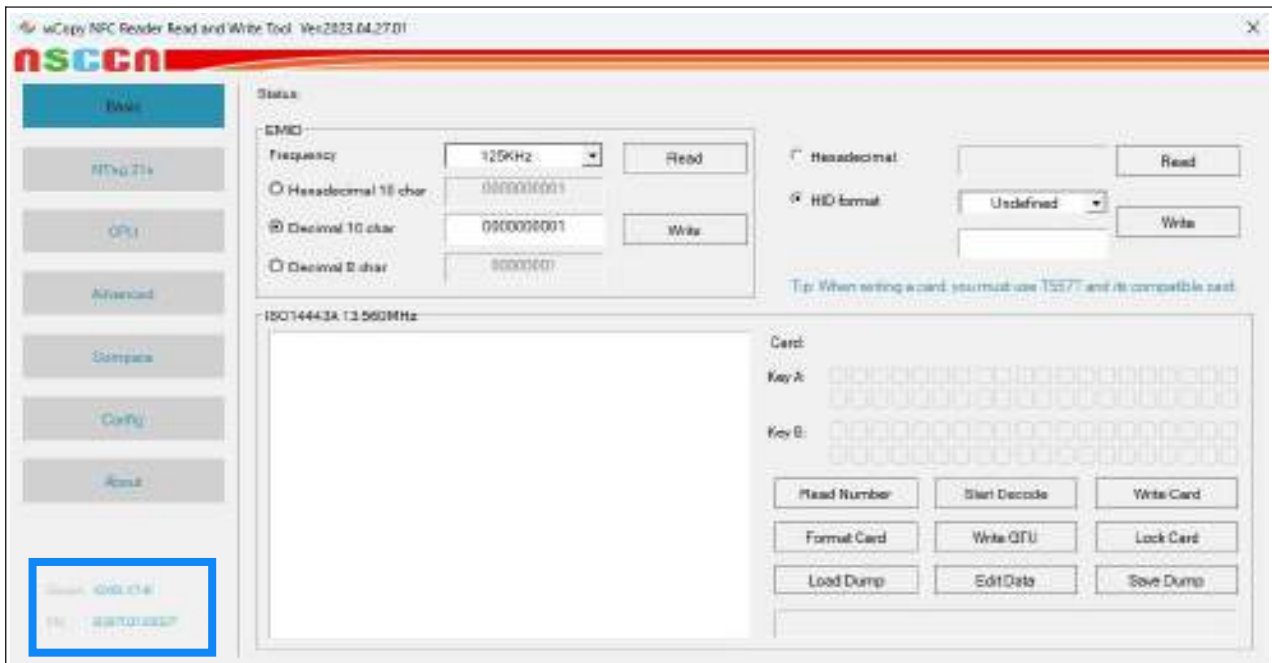 wCopy NFC Reader Read and Write Tool Ver.2023.04.27.01
nsccn
Basic
CPU
Advanced
Compare
Config
About
Status:
EMID
Frequency
125KHz
Read
Hexadecimal 10 char
0000000001
Decimal 10 char
0000000001
Write
Decimal 8 char
00000001
Hexadecimal
Read
HID format
Undefined
Write
Tip: When writing a card, you must use T5577 and its compatible card.
ISO14443A 13.560MHz
Card:
Key A:
Key B:
Read Number
Start Decode
Write Card
Format Card
Write GTU
Lock Card
Load Dump
Edit Data
Save Dump